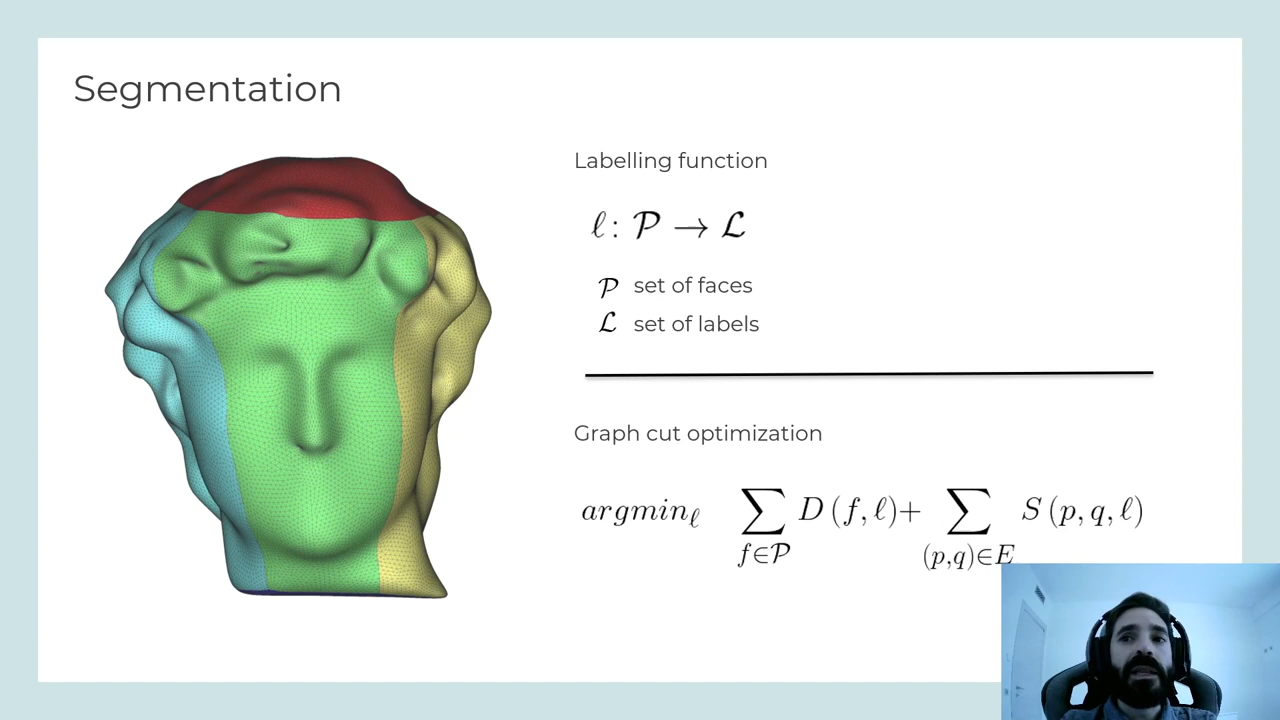 Segmentation
Labelling function
ℓ : 𝒫 → ℒ
𝒫 set of faces
ℒ set of labels
Graph cut optimization
argmin_ℓ ∑_{f∈𝒫} D (f, ℓ) + ∑_{(p,q)∈E} S (p, q, ℓ)